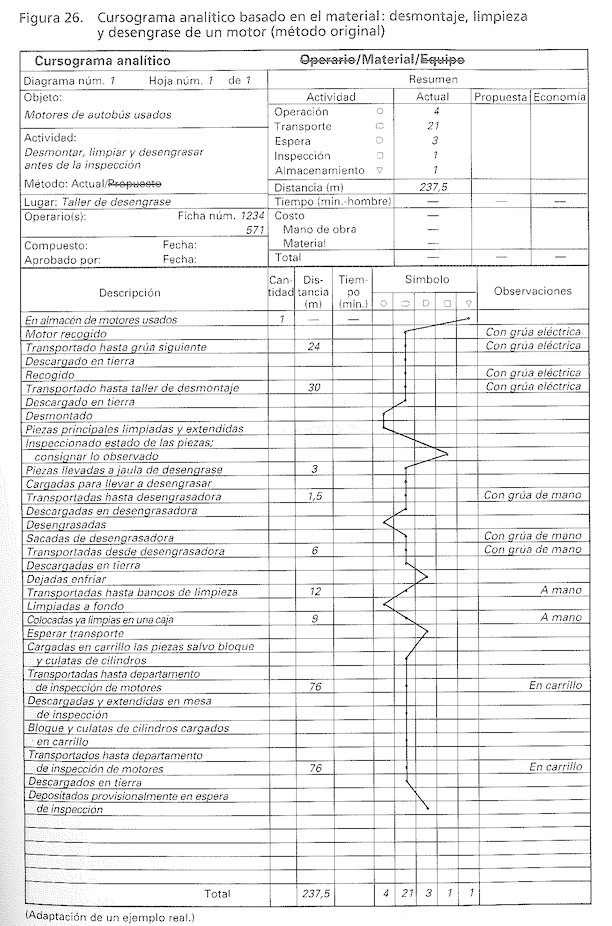 Figura 26. Cursograma analítico basado en el material: desmontaje, limpieza
y desengrase de un motor (método original)
Cursograma analítico Operario/Material/Equipo
Diagrama núm. 1 Hoja núm. 1 de 1 Resumen
Objeto:
Motores de autobús usados
Actividad Actual Propuesta Economía
Operación 4
Transporte 21
Espera 3
Inspección 1
Almacenamiento 1
Actividad:
Desmontar, limpiar y desengrasar
antes de la inspección
Método: Actual/Propuesto
Distancia (m) 237,5
Lugar: Taller de desengrase Tiempo (min.-hombre) — — —
Operario(s): Ficha núm. 1234
571
Costo —
Mano de obra —
Material —
Compuesto: Fecha:
Aprobado por: Fecha:
Total — — —
Descripción Can-tidad Dis-tancia (m) Tiem-po (min.) Símbolo Observaciones
En almacén de motores usados 1 — —
Motor recogido Con grúa eléctrica
Transportado hasta grúa siguiente 24 Con grúa eléctrica
Descargado en tierra
Recogido Con grúa eléctrica
Transportado hasta taller de desmontaje 30 Con grúa eléctrica
Descargado en tierra
Desmontado
Piezas principales limpiadas y extendidas
Inspeccionado estado de las piezas;
consignar lo observado
Piezas llevadas a jaula de desengrase 3
Cargadas para llevar a desengrasar
Transportadas hasta desengrasadora 1,5 Con grúa de mano
Descargadas en desengrasadora
Desengrasadas
Sacadas de desengrasadora Con grúa de mano
Transportadas desde desengrasadora 6 Con grúa de mano
Descargadas en tierra
Dejadas enfriar
Transportadas hasta bancos de limpieza 12 A mano
Limpiadas a fondo
Colocadas ya limpias en una caja 9 A mano
Esperar transporte
Cargadas en carrillo las piezas salvo bloque
y culatas de cilindros
Transportadas hasta departamento
de inspección de motores 76 En carrillo
Descargadas y extendidas en mesa
de inspección
Bloque y culatas de cilindros cargados
en carrillo
Transportados hasta departamento
de inspección de motores 76 En carrillo
Descargados en tierra
Depositados provisionalmente en espera
de inspección
Total 237,5 4 21 3 1 1
(Adaptación de un ejemplo real.)